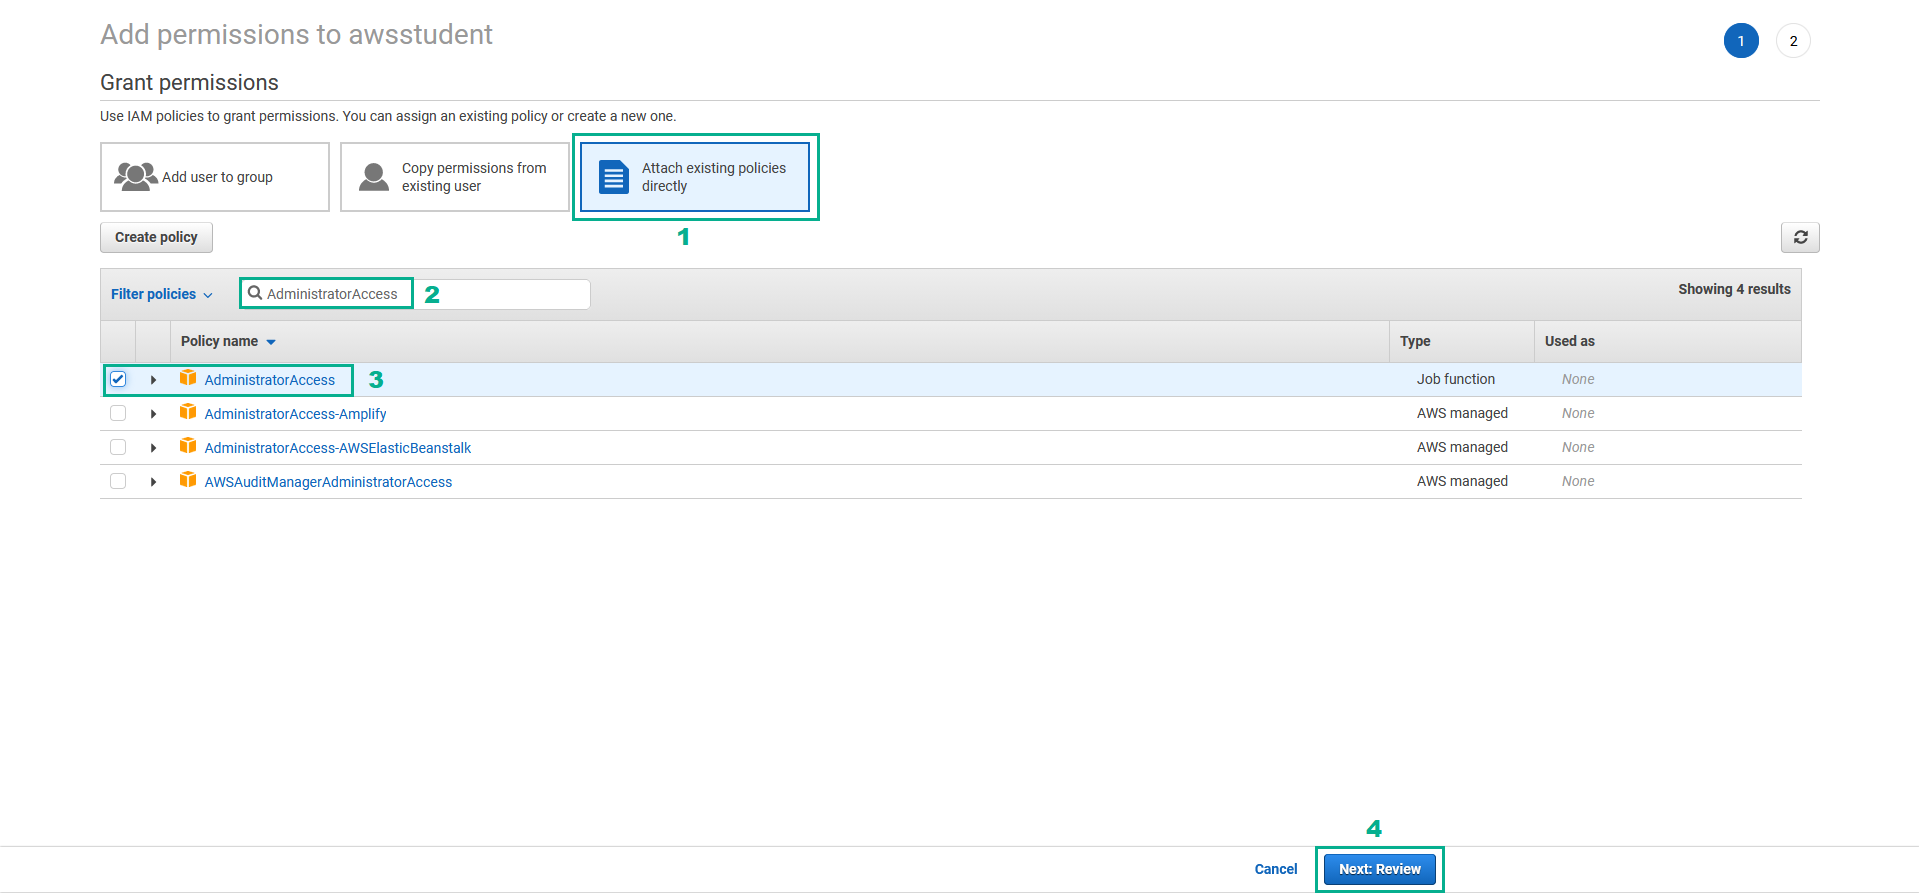 Add permissions to awsstudent
1
2
Grant permissions
Use IAM policies to grant permissions. You can assign an existing policy or create a new one.
Add user to group
Copy permissions from
existing user
Attach existing policies
directly
1
Create policy
Filter policies
AdministratorAccess
2
Showing 4 results
Policy name
Type
Used as
AdministratorAccess
3
Job function
None
AdministratorAccess-Amplify
AWS managed
None
AdministratorAccess-AWSElasticBeanstalk
AWS managed
None
AWSAuditManagerAdministratorAccess
AWS managed
None
4
Cancel
Next: Review